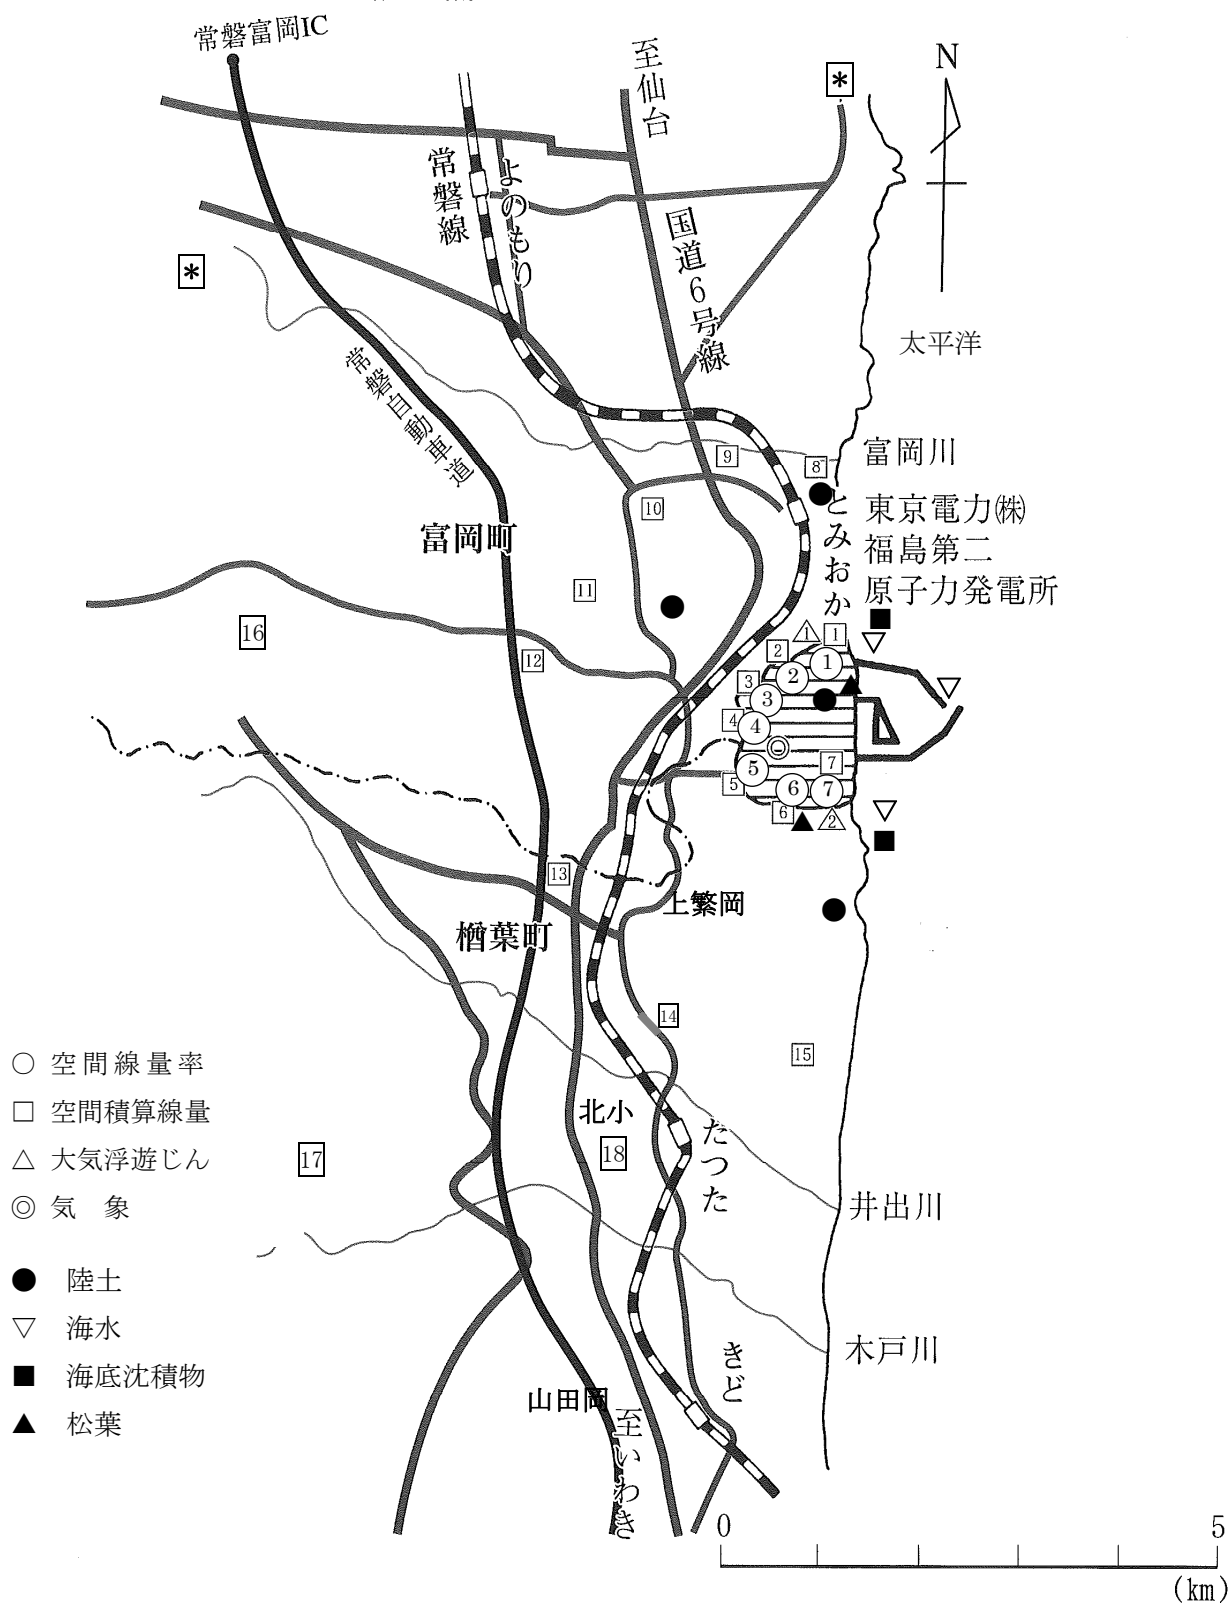 常磐富岡IC
至仙台
*
N
常磐線
よのもり
国道6号線
*
太平洋
常磐自動車道
富岡川
9
8
10
とみおか
東京電力㈱
福島第二
原子力発電所
富岡町
11
16
12
1
1
2
1
2
3
3
4
4
5
7
5
6
7
6
2
13
上繁岡
楢葉町
14
15
○ 空間線量率
□ 空間積算線量
△ 大気浮遊じん
◎ 気 象
● 陸土
▽ 海水
■ 海底沈積物
▲ 松葉
北小
17
18
たつた
井出川
木戸川
きど
山田岡
至いわき
0 5
(km)